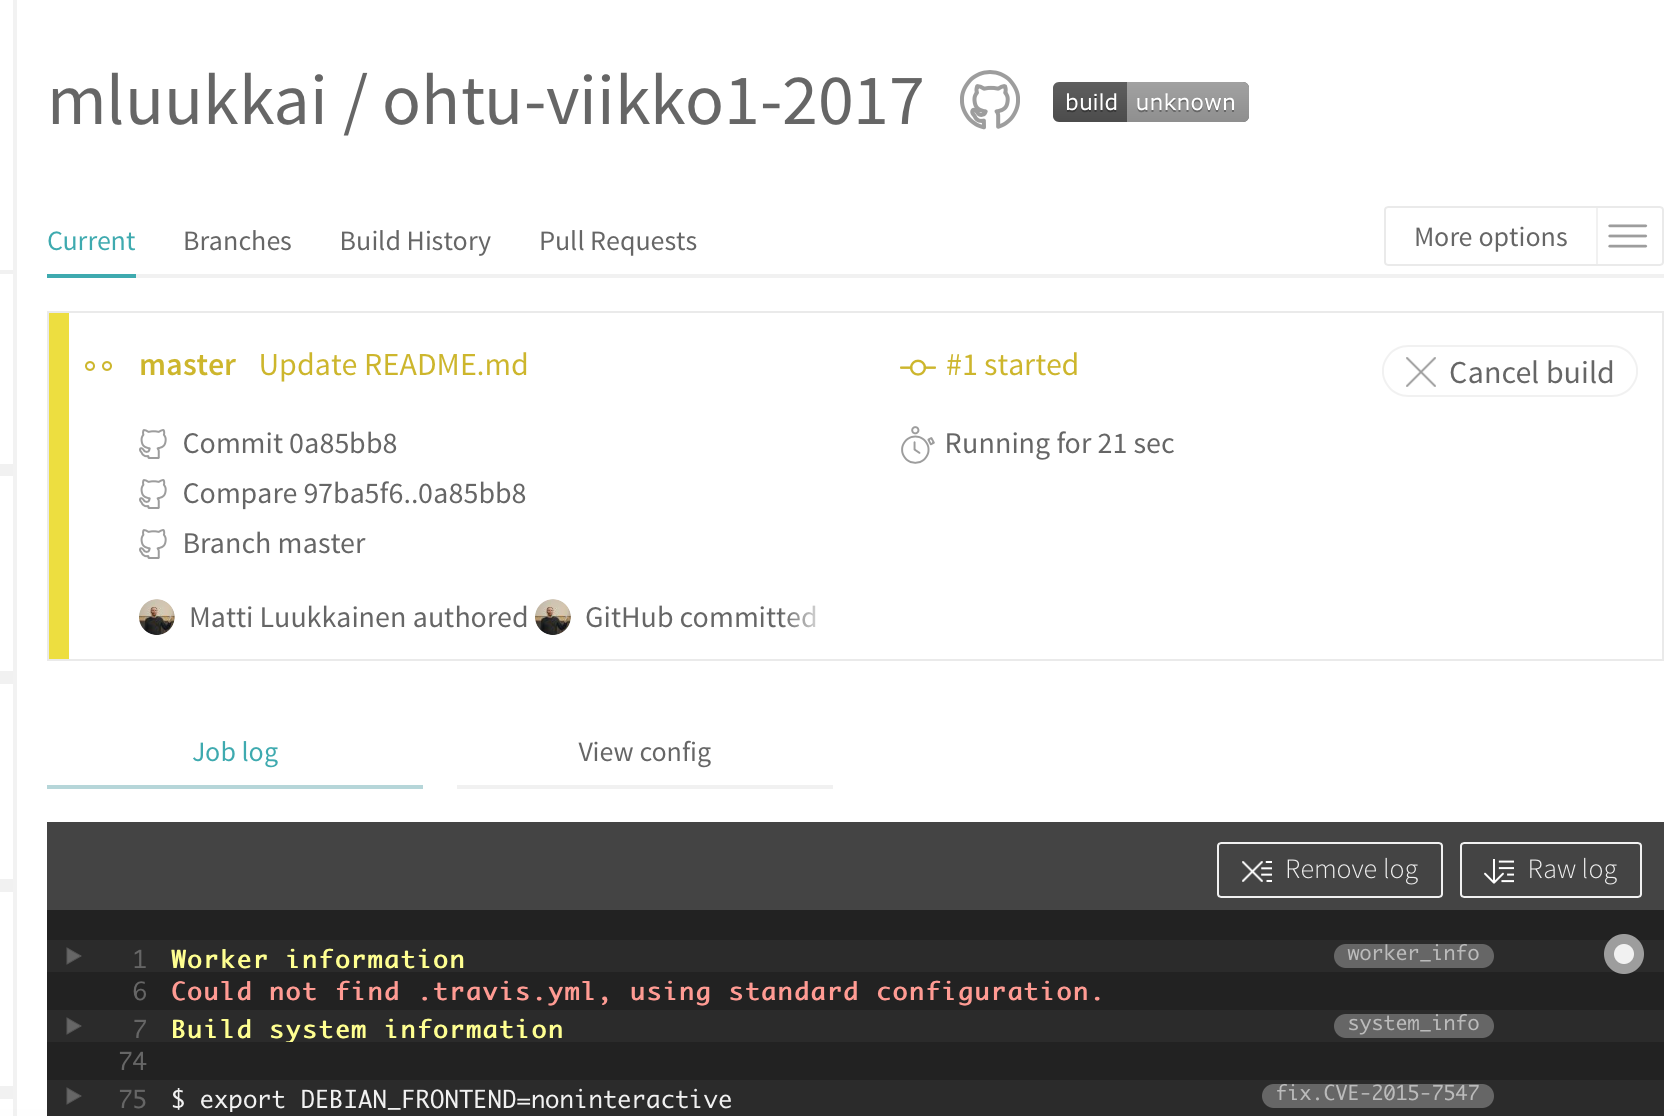 mluukkai / ohtu-viikko1-2017 build unknown
Current Branches Build History Pull Requests More options
master Update README.md #1 started Cancel build
Commit 0a85bb8 Running for 21 sec
Compare 97ba5f6..0a85bb8
Branch master
Matti Luukkainen authored GitHub committed
Job log View config
Remove log Raw log
1 Worker information worker_info
6 Could not find .travis.yml, using standard configuration.
7 Build system information system_info
74
75 $ export DEBIAN_FRONTEND=noninteractive fix.CVE-2015-7547